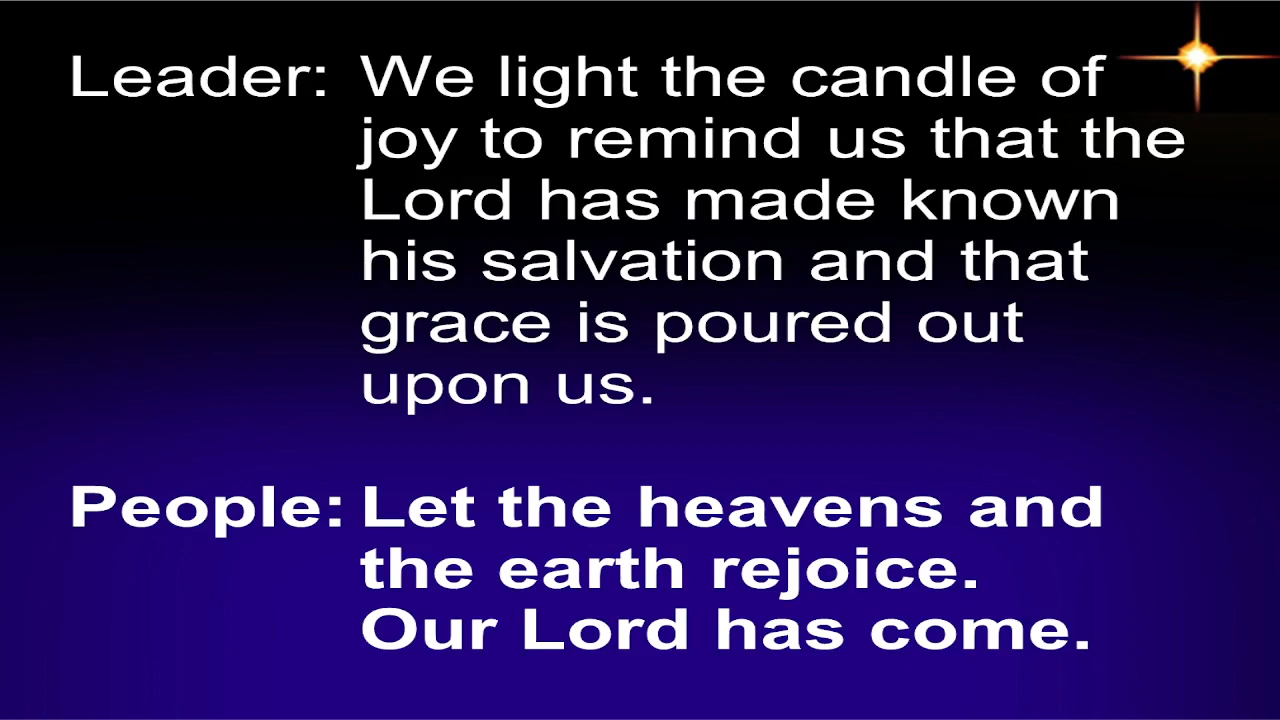 Leader: We light the candle of
joy to remind us that the
Lord has made known
his salvation and that
grace is poured out
upon us.
People: Let the heavens and
the earth rejoice.
Our Lord has come.